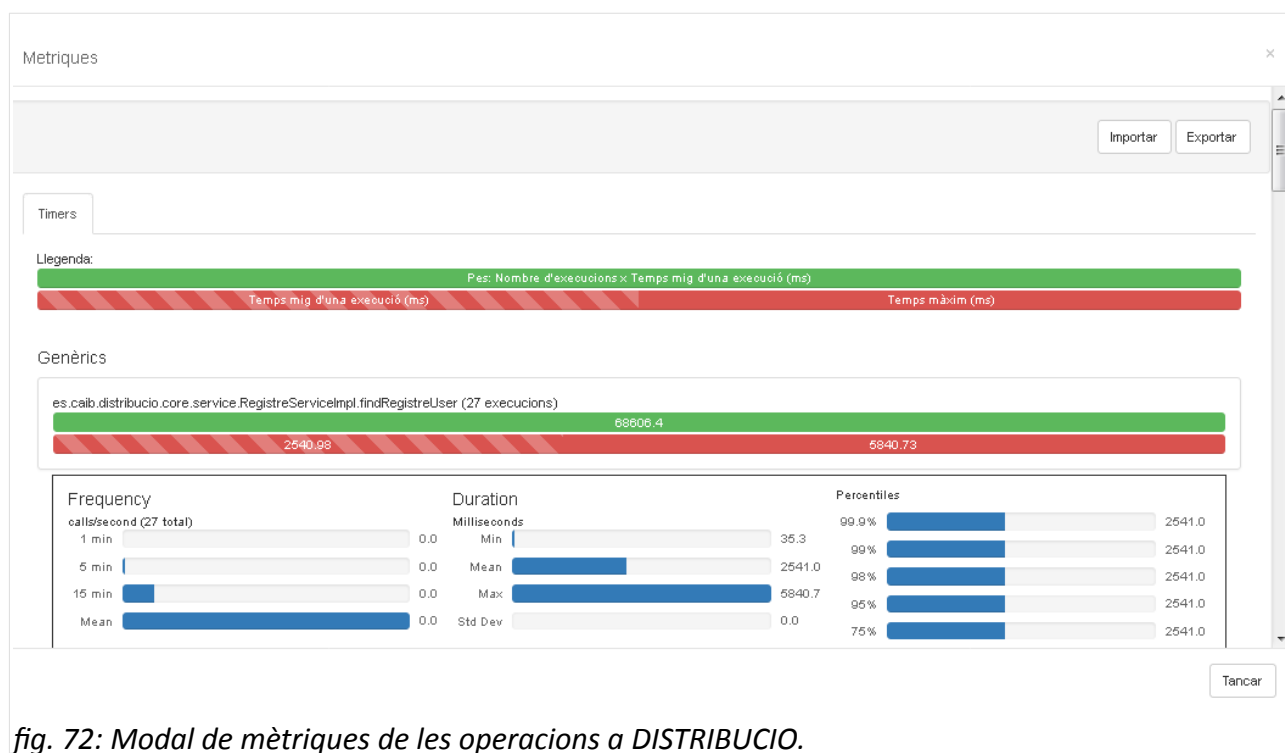 Metriques
×
Importar
Exportar
Timers
Llegenda:
Pes: Nombre d'execucions x Temps mig d'una execució (ms)
Temps mig d'una execució (ms)
Temps màxim (ms)
Genèrics
es.caib.distribucio.core.service.RegistreServiceImpl.findRegistreUser (27 execucions)
68606.4
2540.98
5840.73
Frequency
calls/second (27 total)
1 min 0.0
5 min 0.0
15 min 0.0
Mean 0.0
Duration
Milliseconds
Min 35.3
Mean 2541.0
Max 5840.7
Std Dev 0.0
Percentiles
99.9% 2541.0
99% 2541.0
98% 2541.0
95% 2541.0
75% 2541.0
Tancar
fig. 72: Modal de mètriques de les operacions a DISTRIBUCIO.